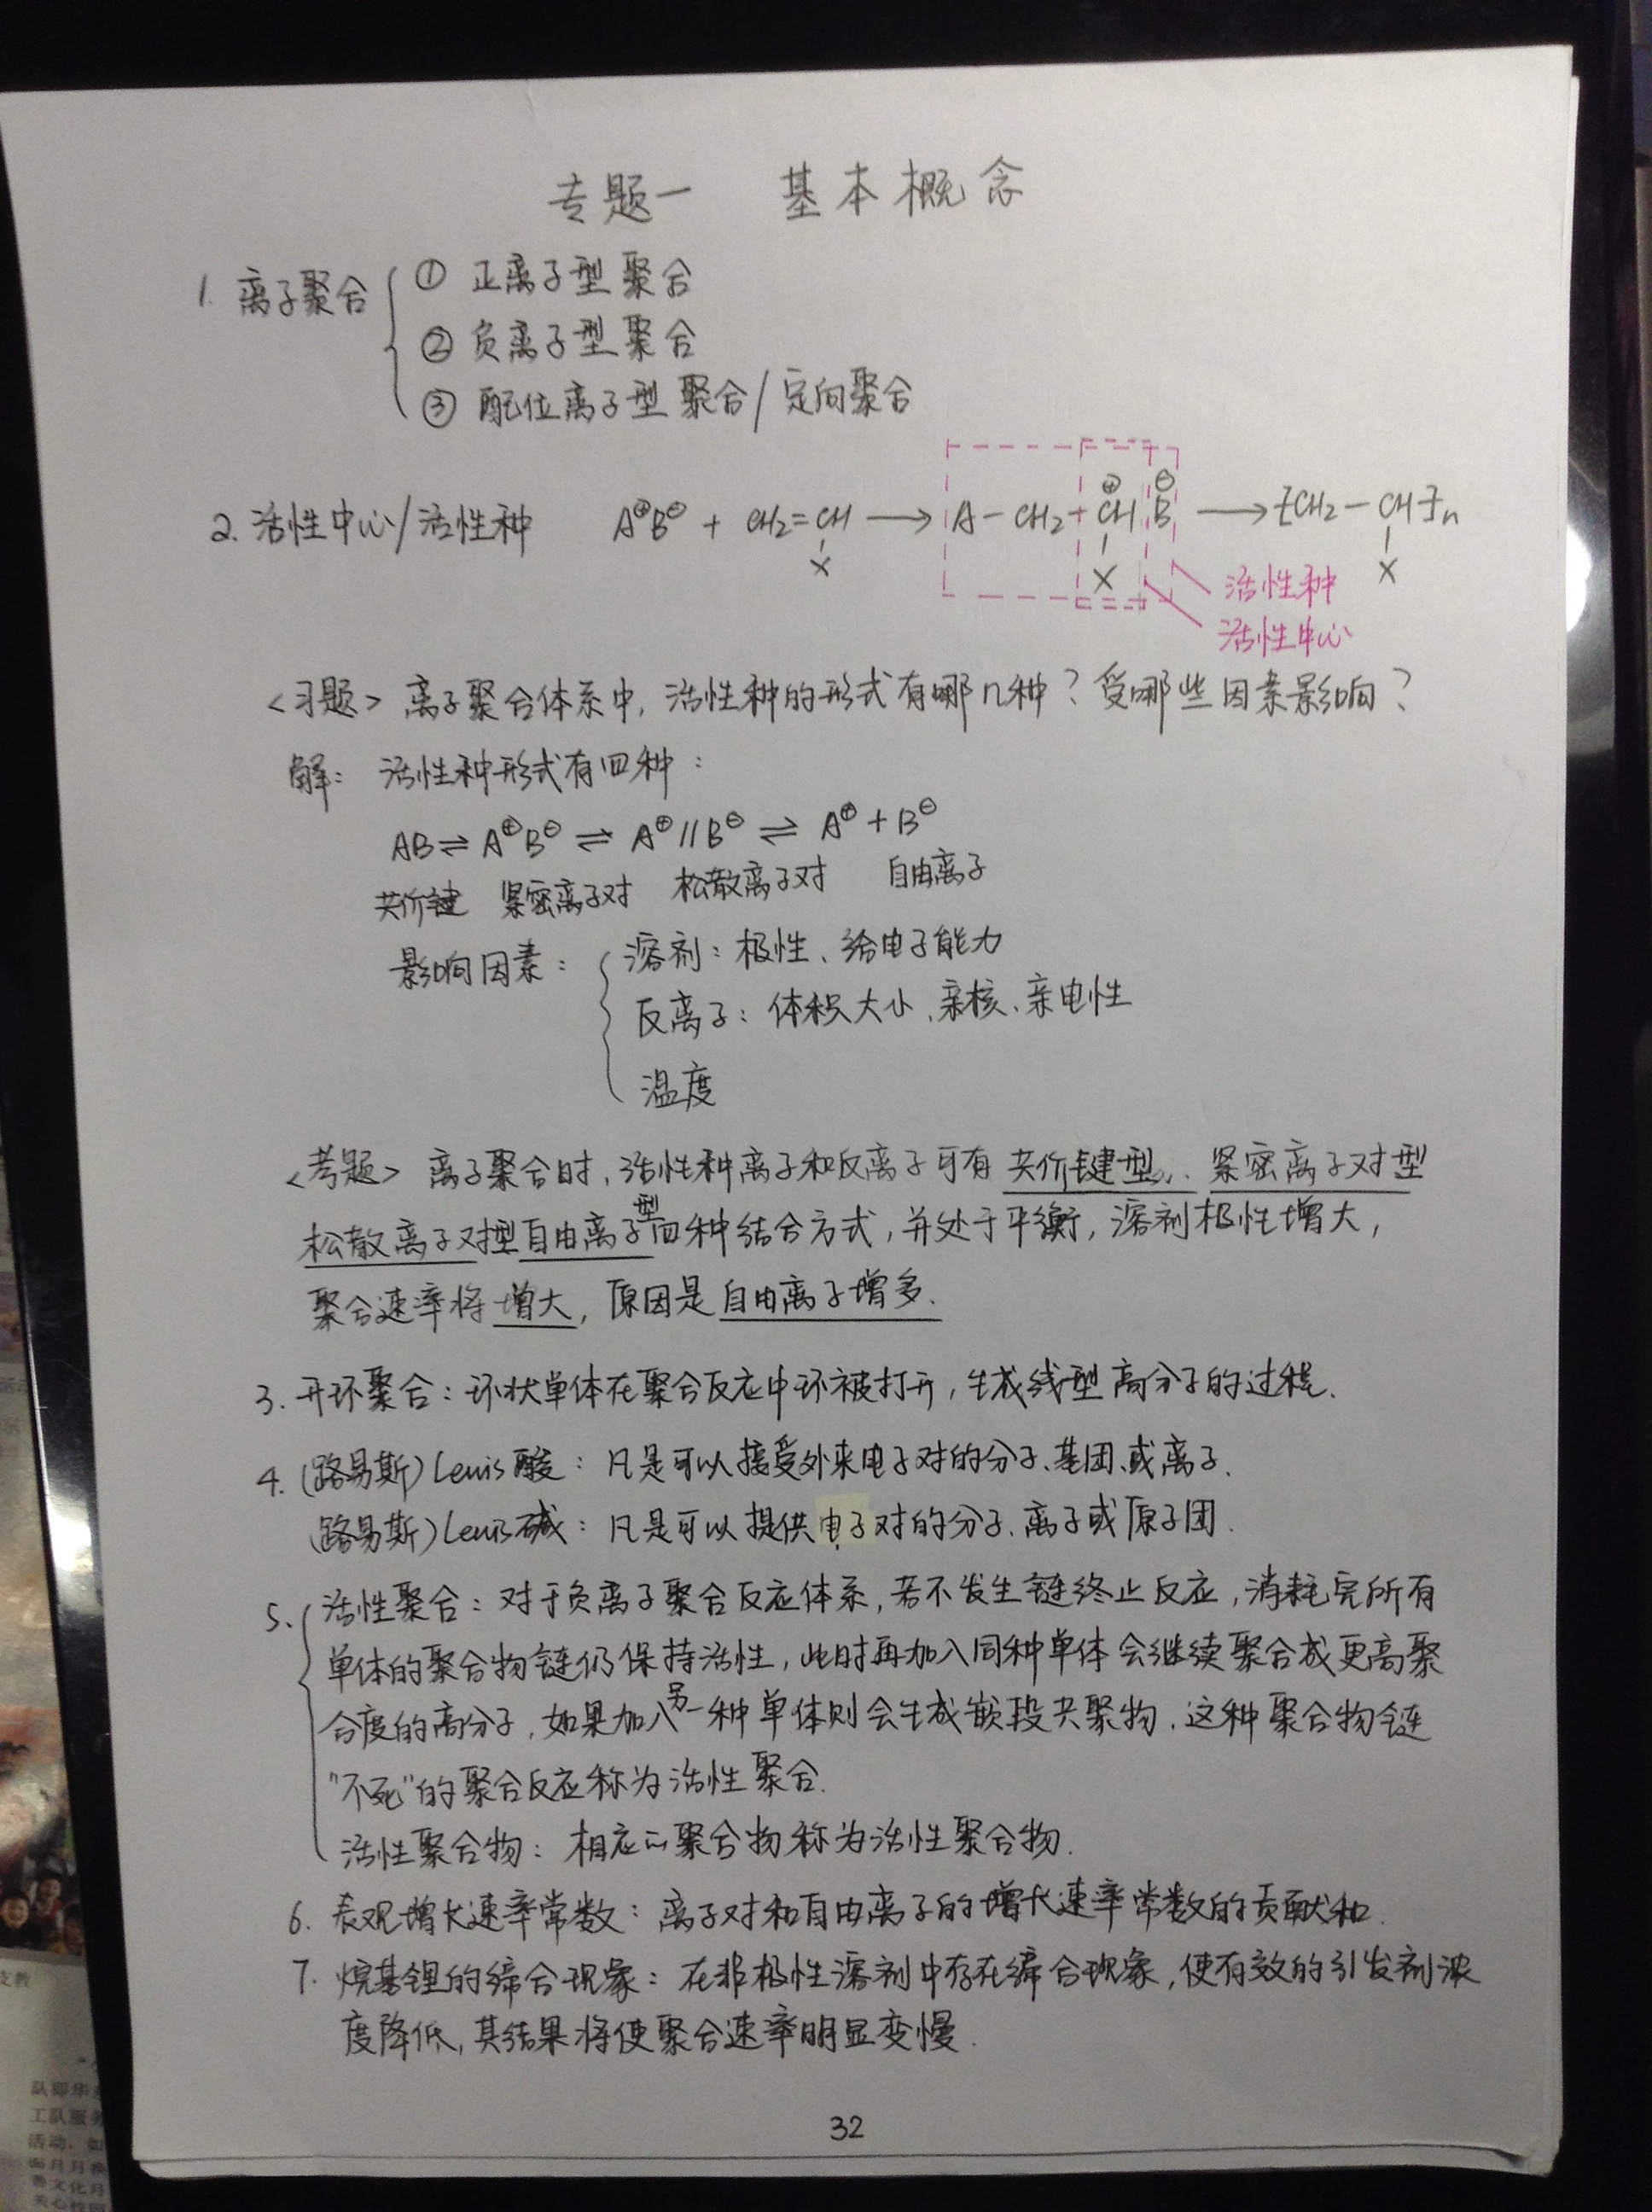 专题一 基本概念
1. 离子聚合 ① 正离子型聚合
② 负离子型聚合
③ 配位离子型聚合/定向聚合
2. 活性中心/活性种 A⊕B⊖ + CH₂=CH → A-CH₂-CH⊕ B⊖ → [CH₂-CH]n
X X X
活性种
活性中心
<习题> 离子聚合体系中,活性种的形式有哪几种?受哪些因素影响?
解: 活性种形式有四种:
AB ⇌ A⊕B⊖ ⇌ A⊕//B⊖ ⇌ A⊕ + B⊖
共价键 紧密离子对 松散离子对 自由离子
影响因素: 溶剂:极性、给电子能力
反离子:体积大小、亲核、亲电性
温度
<考题> 离子聚合时,活性种离子和反离子可有 共价键型、紧密离子对型
松散离子对型 自由离子型四种结合方式,并处于平衡,溶剂极性增大,
聚合速率将增大,原因是自由离子增多.
3. 开环聚合:环状单体在聚合反应中环被打开,生成线型高分子的过程.
4. (路易斯)Lewis酸:凡是可以接受外来电子对的分子、基团、或离子.
(路易斯)Lewis碱:凡是可以提供电子对的分子、离子或原子团.
5. 活性聚合:对于负离子聚合反应体系,若不发生链终止反应,消耗完所有
单体的聚合物链仍保持活性,此时再加入同种单体会继续聚合成更高聚
合度的高分子,如果加入另一种单体则会生成嵌段共聚物.这种聚合物链
"不死"的聚合反应称为活性聚合.
活性聚合物:相应的聚合物称为活性聚合物.
6. 表观增长速率常数:离子对和自由离子的增长速率常数的贡献和.
7. 烷基锂的缔合现象:在非极性溶剂中存在缔合现象,使有效的引发剂浓
度降低,其结果将使聚合速率明显变慢.
32
支教
队即华
工队服务
活动.如